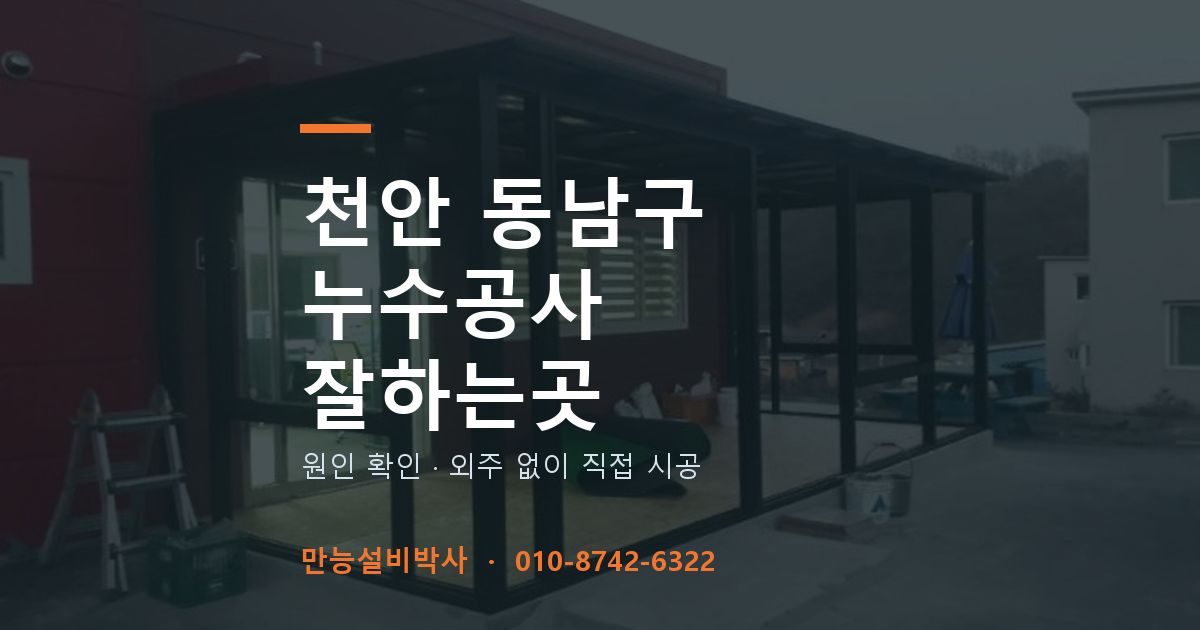 천안 동남구
누수공사
잘하는곳
원인 확인 · 외주 없이 직접 시공
만능설비박사 · 010-8742-6322